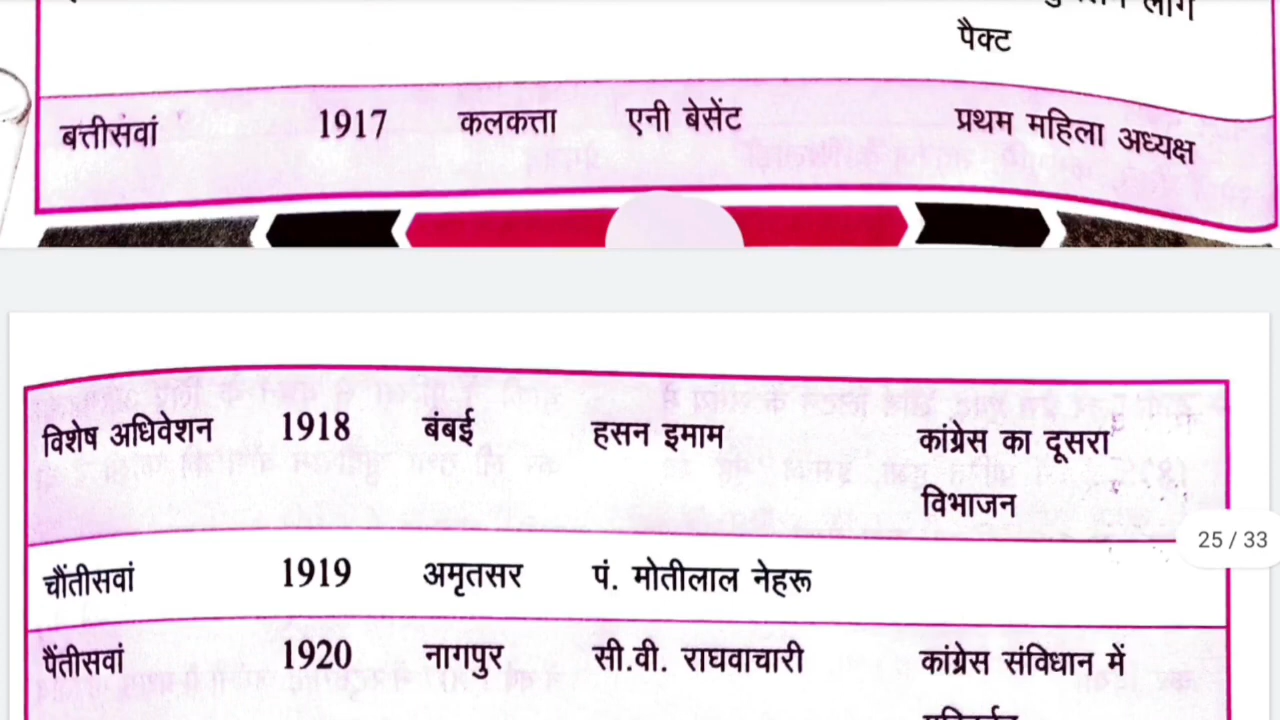 लीग
पैक्ट
बत्तीसवां 1917 कलकत्ता एनी बेसेंट प्रथम महिला अध्यक्ष
विशेष अधिवेशन 1918 बंबई हसन इमाम कांग्रेस का दूसरा
विभाजन
25 / 33
चौंतीसवां 1919 अमृतसर पं. मोतीलाल नेहरू
पैंतीसवां 1920 नागपुर सी.वी. राघवाचारी कांग्रेस संविधान में